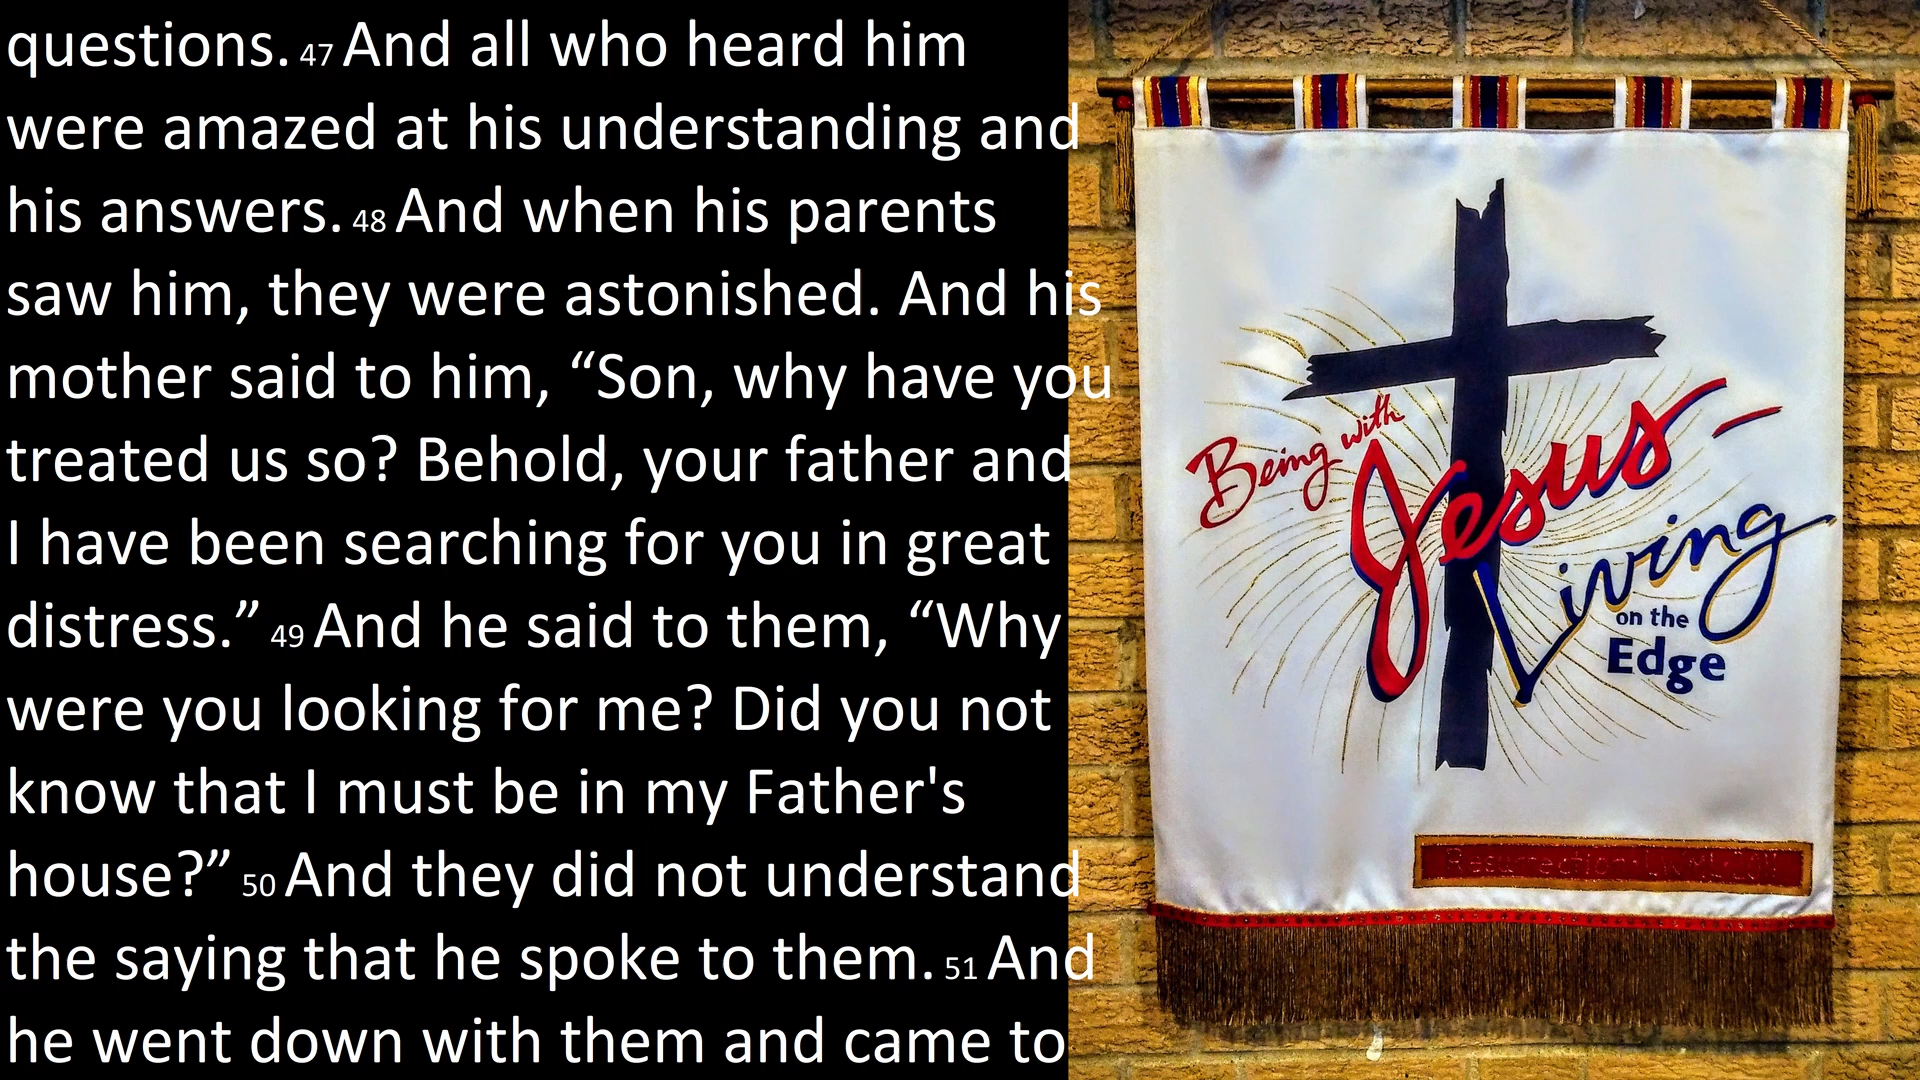 questions. 47 And all who heard him
were amazed at his understanding and
his answers. 48 And when his parents
saw him, they were astonished. And his
mother said to him, “Son, why have you
treated us so? Behold, your father and
I have been searching for you in great
distress.” 49 And he said to them, “Why
were you looking for me? Did you not
know that I must be in my Father's
house?” 50 And they did not understand
the saying that he spoke to them. 51 And
he went down with them and came to
Being with
Jesus-
Living
on the
Edge
Resurrection